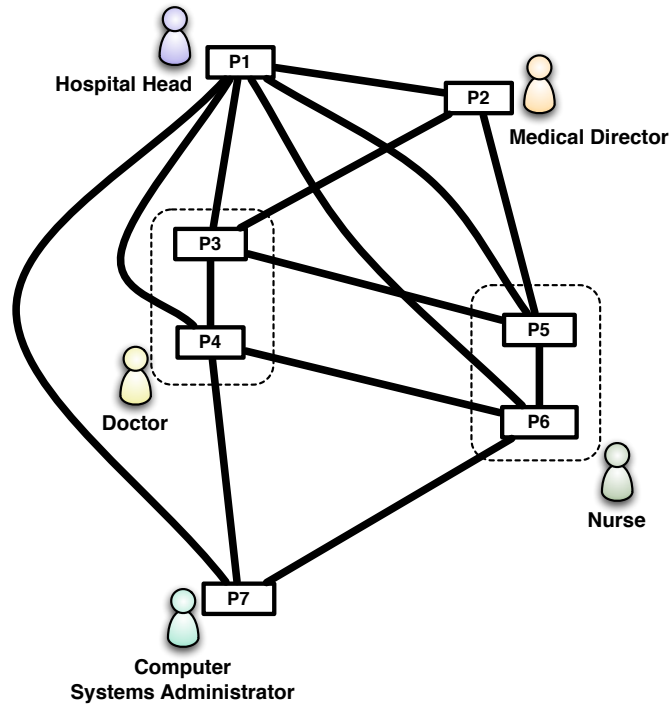 P1
Hospital Head
P2
Medical Director
P3
P5
P4
Doctor
P6
Nurse
P7
Computer
Systems Administrator